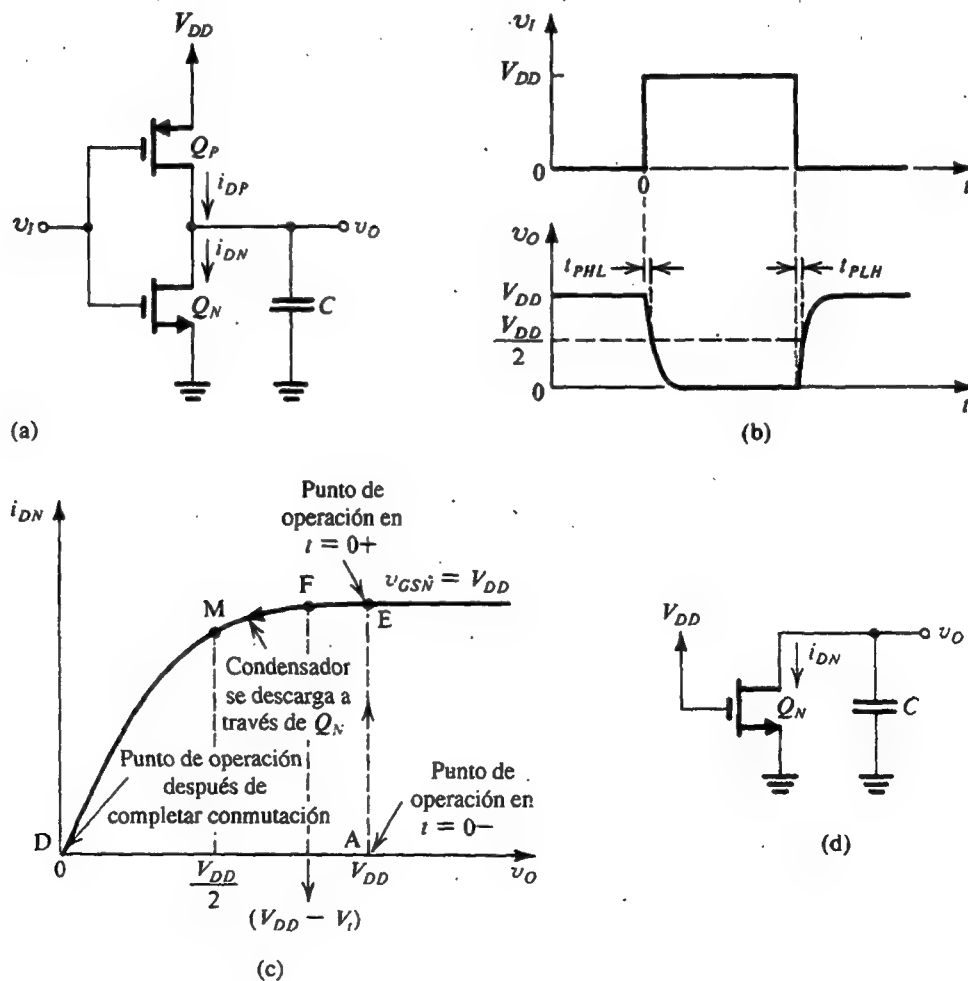 V_DD
Q_P
i_DP
v_I
v_O
i_DN
Q_N
C
(a)
v_I
V_DD
0
0
t
v_O
t_PHL
t_PLH
V_DD
V_DD
2
0
t
(b)
i_DN
Punto de
operación en
t = 0+
F
v_GSN = V_DD
M
E
Condensador
se descarga a
través de Q_N
Punto de operación
después de
completar conmutación
Punto de
operación en
t = 0−
D
A
0
V_DD
2
V_DD
v_O
(V_DD − V_t)
(c)
V_DD
v_O
i_DN
Q_N
C
(d)